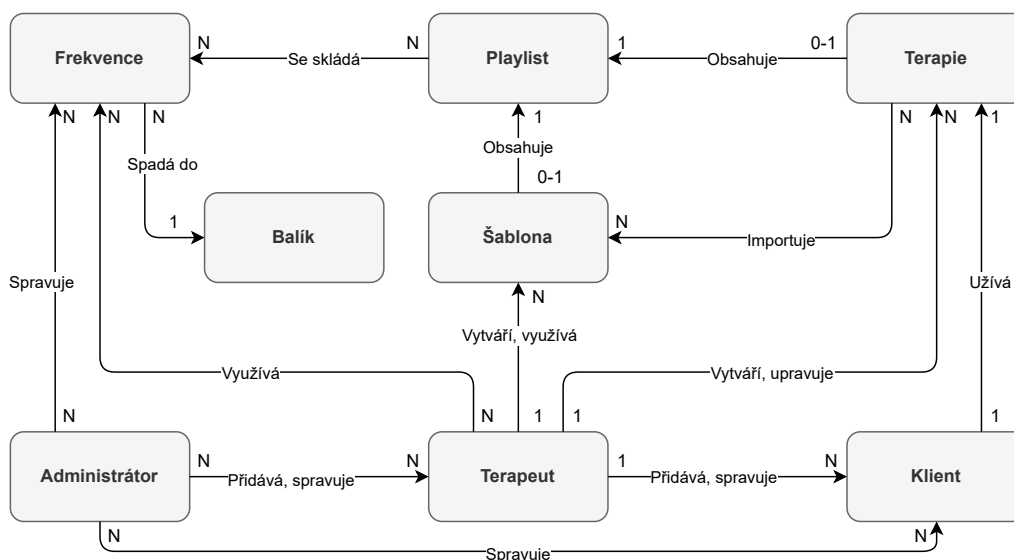 N
N
1
0-1
Frekvence
Se skládá
Playlist
Obsahuje
Terapie
N
N
N
1
N
N
1
Obsahuje
Spadá do
0-1
1
N
Balík
Šablona
Importuje
Spravuje
Užívá
N
Vytváří, využívá
Využívá
Vytváří, upravuje
N
N
1
1
1
N
N
1
N
Administrátor
Přidává, spravuje
Terapeut
Přidává, spravuje
Klient
N
N
Spravuje